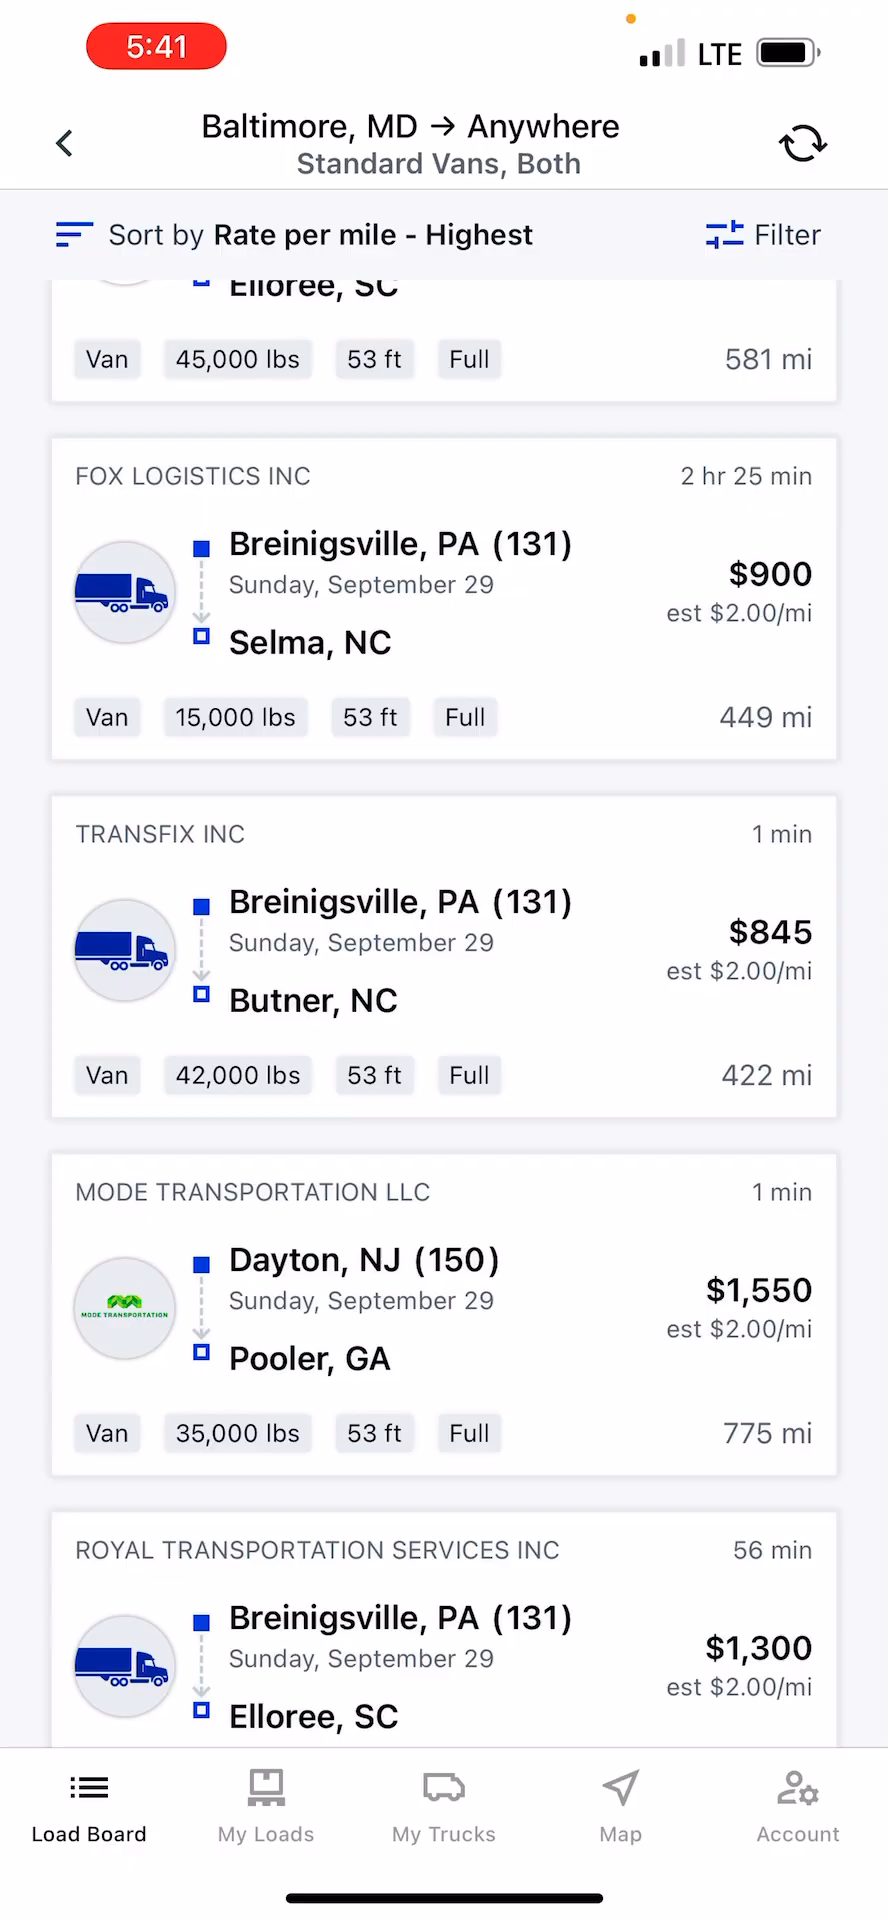 5:41
LTE
Baltimore, MD → Anywhere
Standard Vans, Both
Sort by Rate per mile - Highest
Filter
Elloree, SC
Van 45,000 lbs 53 ft Full 581 mi
FOX LOGISTICS INC 2 hr 25 min
Breinigsville, PA (131)
Sunday, September 29
$900
est $2.00/mi
Selma, NC
Van 15,000 lbs 53 ft Full 449 mi
TRANSFIX INC 1 min
Breinigsville, PA (131)
Sunday, September 29
$845
est $2.00/mi
Butner, NC
Van 42,000 lbs 53 ft Full 422 mi
MODE TRANSPORTATION LLC 1 min
MODE TRANSPORTATION
Dayton, NJ (150)
Sunday, September 29
$1,550
est $2.00/mi
Pooler, GA
Van 35,000 lbs 53 ft Full 775 mi
ROYAL TRANSPORTATION SERVICES INC 56 min
Breinigsville, PA (131)
Sunday, September 29
$1,300
est $2.00/mi
Elloree, SC
Load Board My Loads My Trucks Map Account